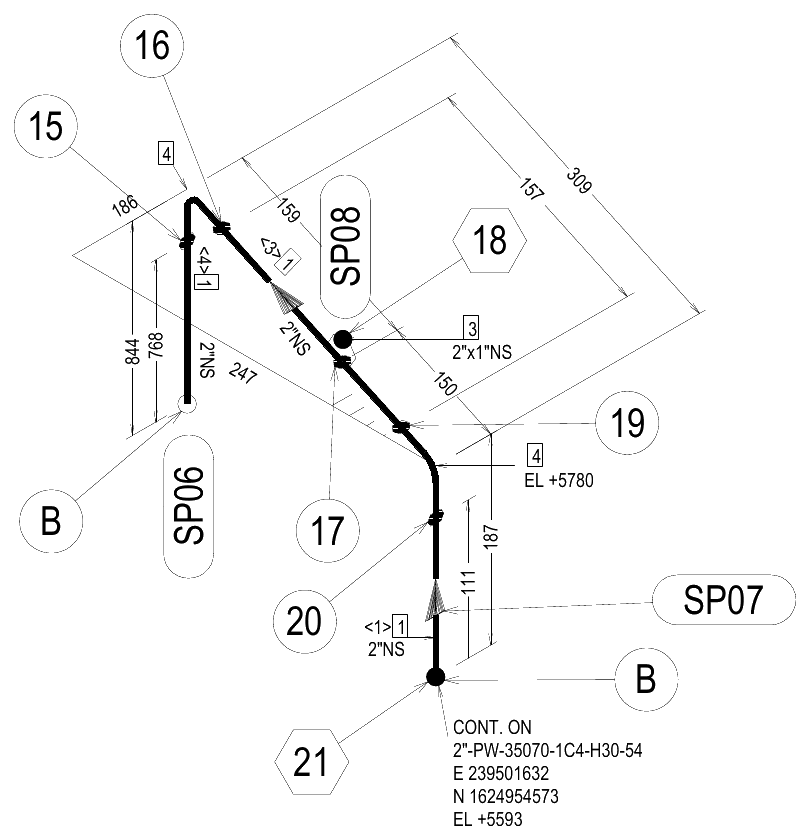 16
15
4
309
157
186
159
SP08
18
<3>1
<4>1
3
2"x1"NS
2"NS
844
768
2"NS
247
150
19
4
EL +5780
SP06
B
17
187
111
20
SP07
<1>1
2"NS
B
21
CONT. ON
2"-PW-35070-1C4-H30-54
E 239501632
N 1624954573
EL +5593